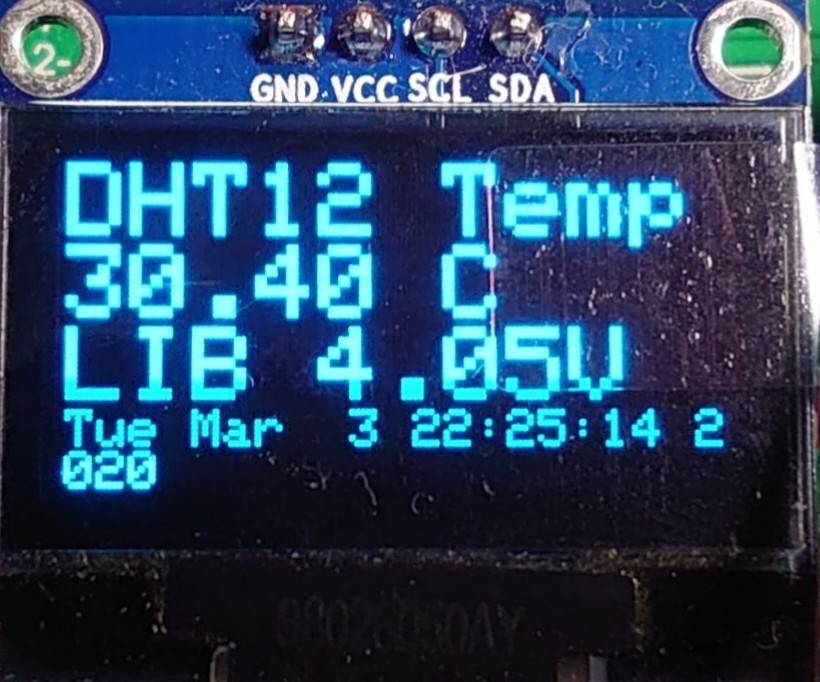 2-
GND VCC SCL SDA
DHT12 Temp
30.40 C
LIB 4.05V
Tue Mar  3 22:25:14 2
020